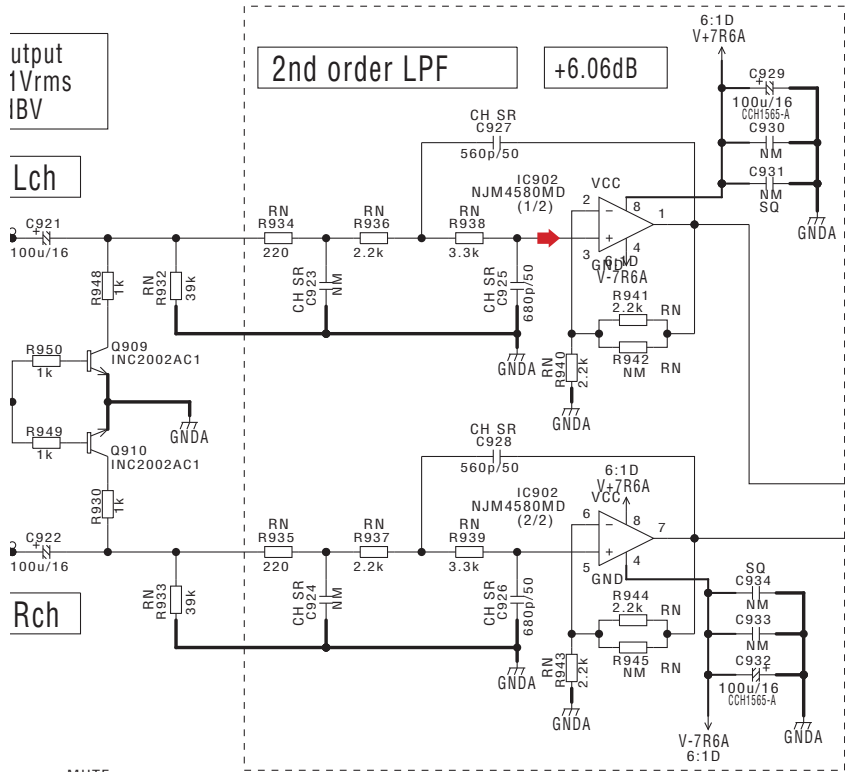 utput
1Vrms
dBV
2nd order LPF
+6.06dB
6:1D
V+7R6A
C929
100u/16
CCH1565-A
C930
NM
C931
NM
SQ
GNDA
CH SR
C927
560p/50
Lch
C921
100u/16
RN
R934
220
RN
R936
2.2k
RN
R938
3.3k
IC902
NJM4580MD
(1/2)
VCC
2
8
1
3
4
6:1D
GND
V-7R6A
R948
1k
RN
R932
39k
CH SR
C923
NM
CH SR
C925
680p/50
R941
2.2k
RN
R942
NM
RN
RN
R940
2.2k
GNDA
GNDA
R950
1k
Q909
INC2002AC1
GNDA
R949
1k
Q910
INC2002AC1
R930
1k
CH SR
C928
560p/50
IC902
NJM4580MD
(2/2)
6:1D
V+7R6A
VCC
6
8
7
5
4
GND
C922
100u/16
RN
R935
220
RN
R937
2.2k
RN
R939
3.3k
RN
R933
39k
CH SR
C924
NM
CH SR
C926
680p/50
R944
2.2k
RN
R945
NM
RN
RN
R943
2.2k
GNDA
GNDA
SQ
C934
NM
C933
NM
C932
100u/16
CCH1565-A
GNDA
V-7R6A
6:1D
Rch